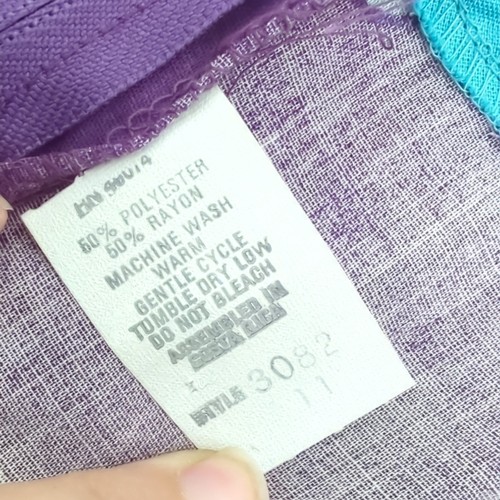 50% POLYESTER
50% RAYON
MACHINE WASH
WARM
GENTLE CYCLE
TUMBLE DRY LOW
DO NOT BLEACH
ASSEMBLED IN
COSTA RICA
STYLE 3082
11